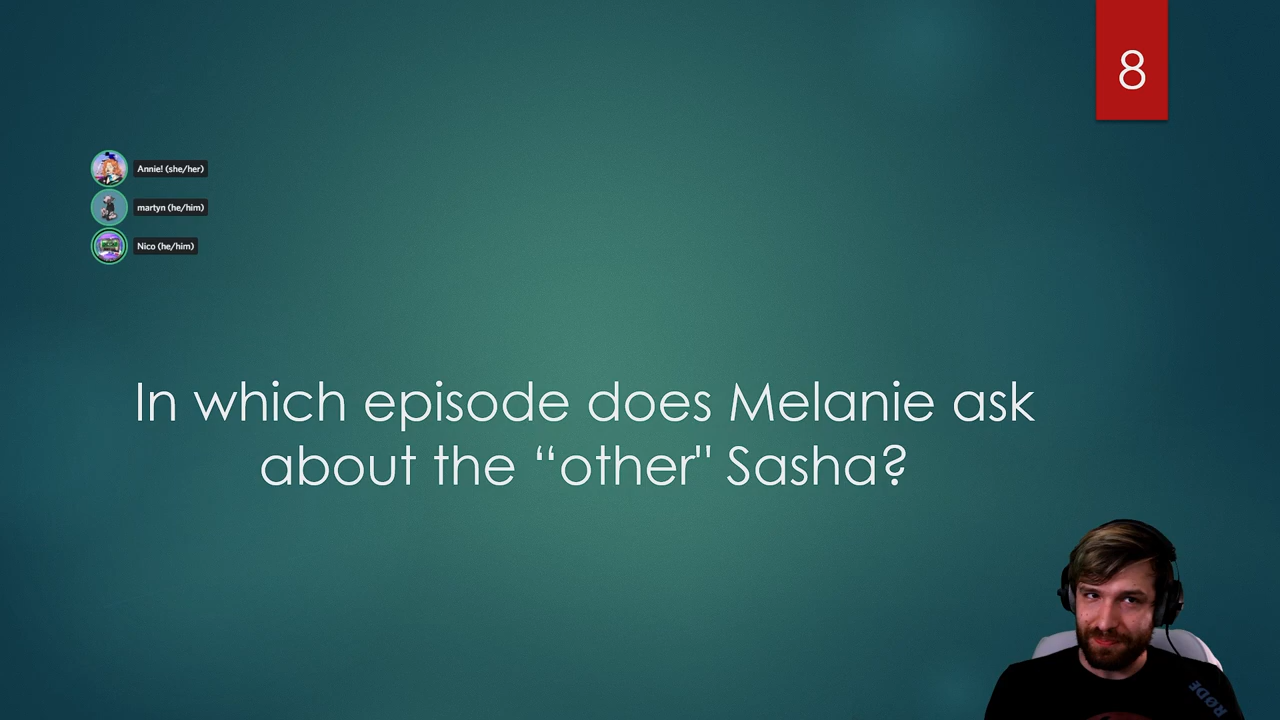 8
Annie! (she/her)
martyn (he/him)
Nico (he/him)
In which episode does Melanie ask
about the “other" Sasha?
RØDE